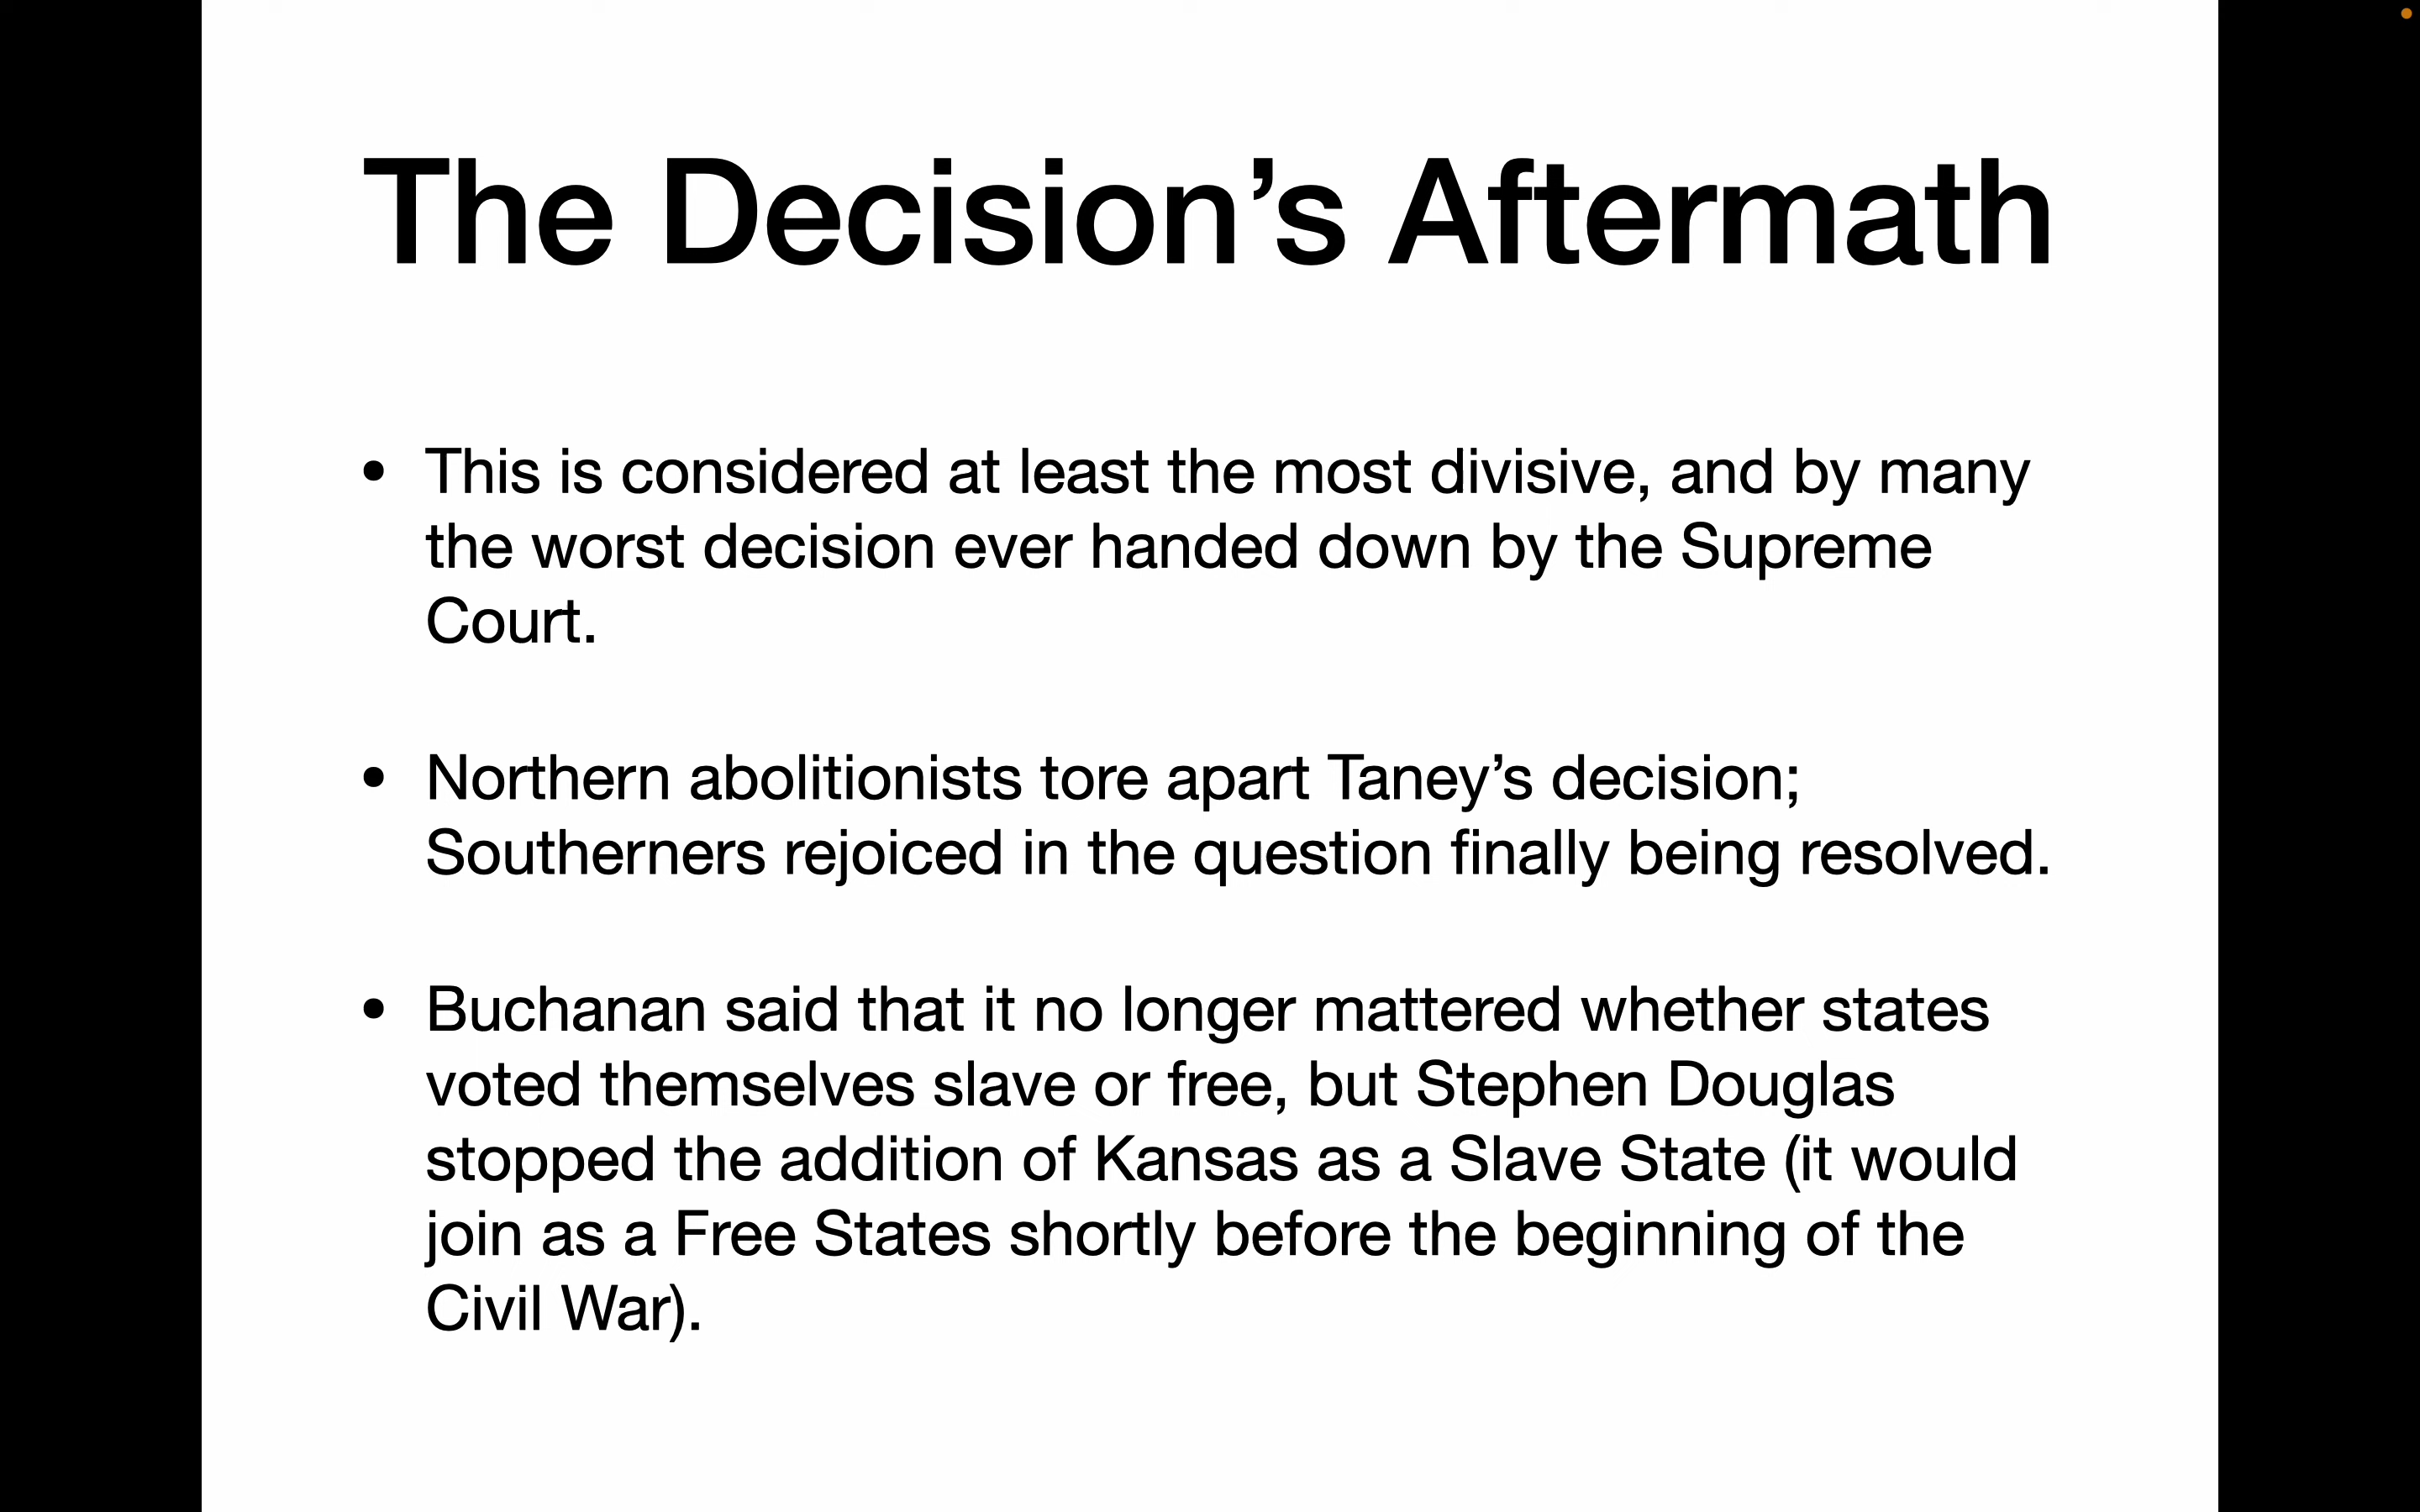 The Decision’s Aftermath
• This is considered at least the most divisive, and by many
the worst decision ever handed down by the Supreme
Court.
• Northern abolitionists tore apart Taney’s decision;
Southerners rejoiced in the question finally being resolved.
• Buchanan said that it no longer mattered whether states
voted themselves slave or free, but Stephen Douglas
stopped the addition of Kansas as a Slave State (it would
join as a Free States shortly before the beginning of the
Civil War).